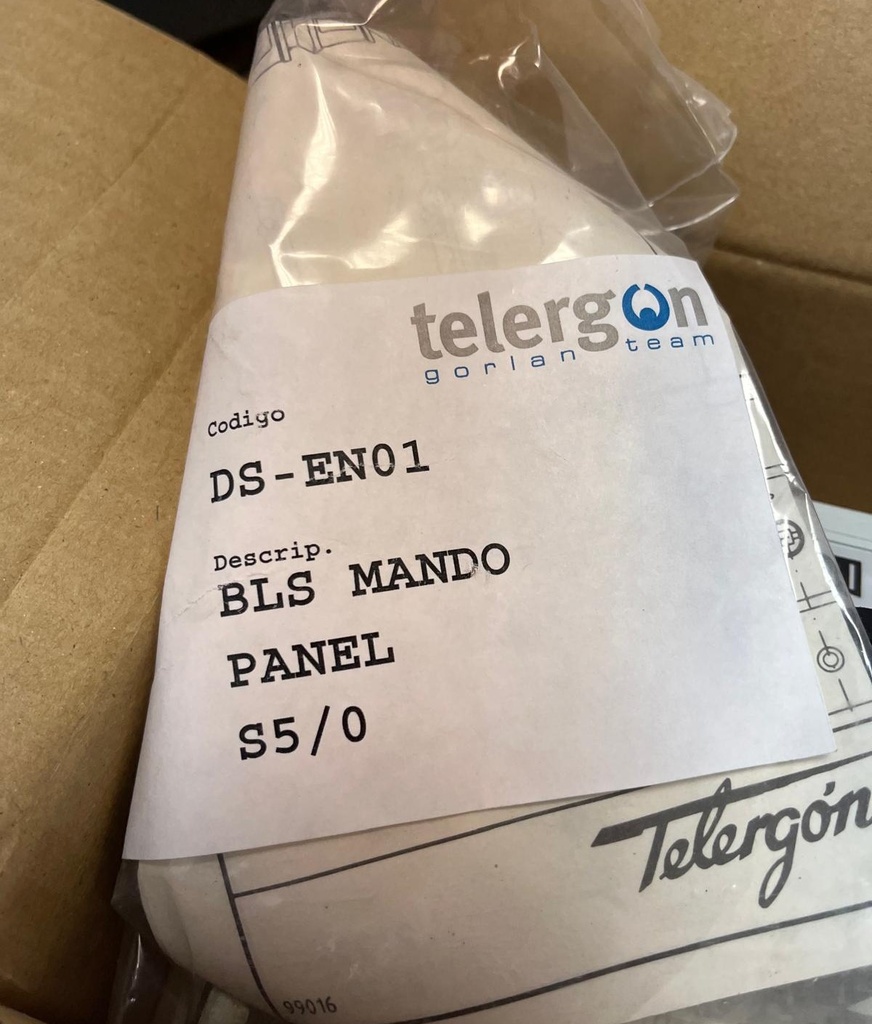 telergon
gorlan team
Codigo
DS-EN01
Descrip.
BLS MANDO
PANEL
S5/0
Telergón
99016